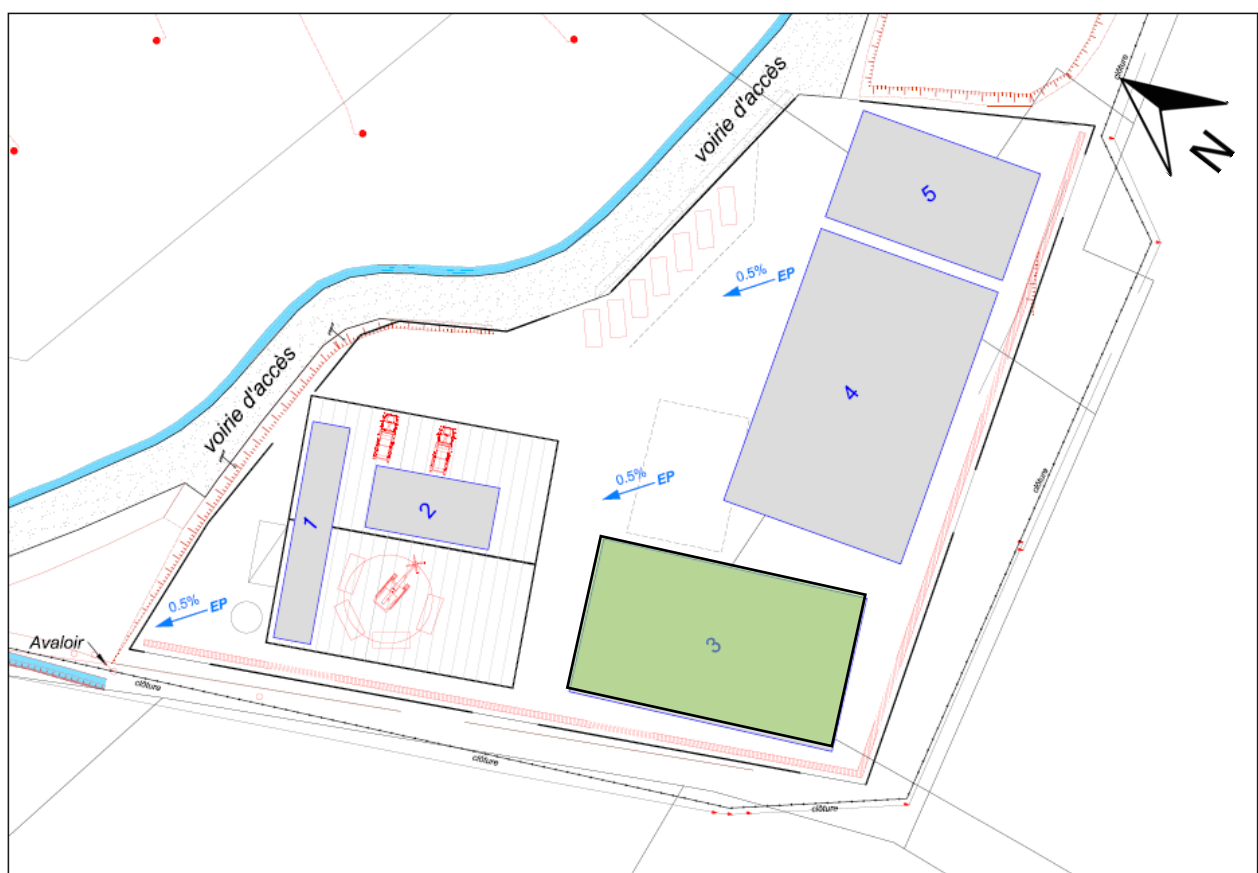 clôture
voirie d'accès
N
5
0.5% EP
voirie d'accès
4
0.5% EP
clôture
2
1
0.5% EP
3
Avaloir
clôture
clôture
clôture